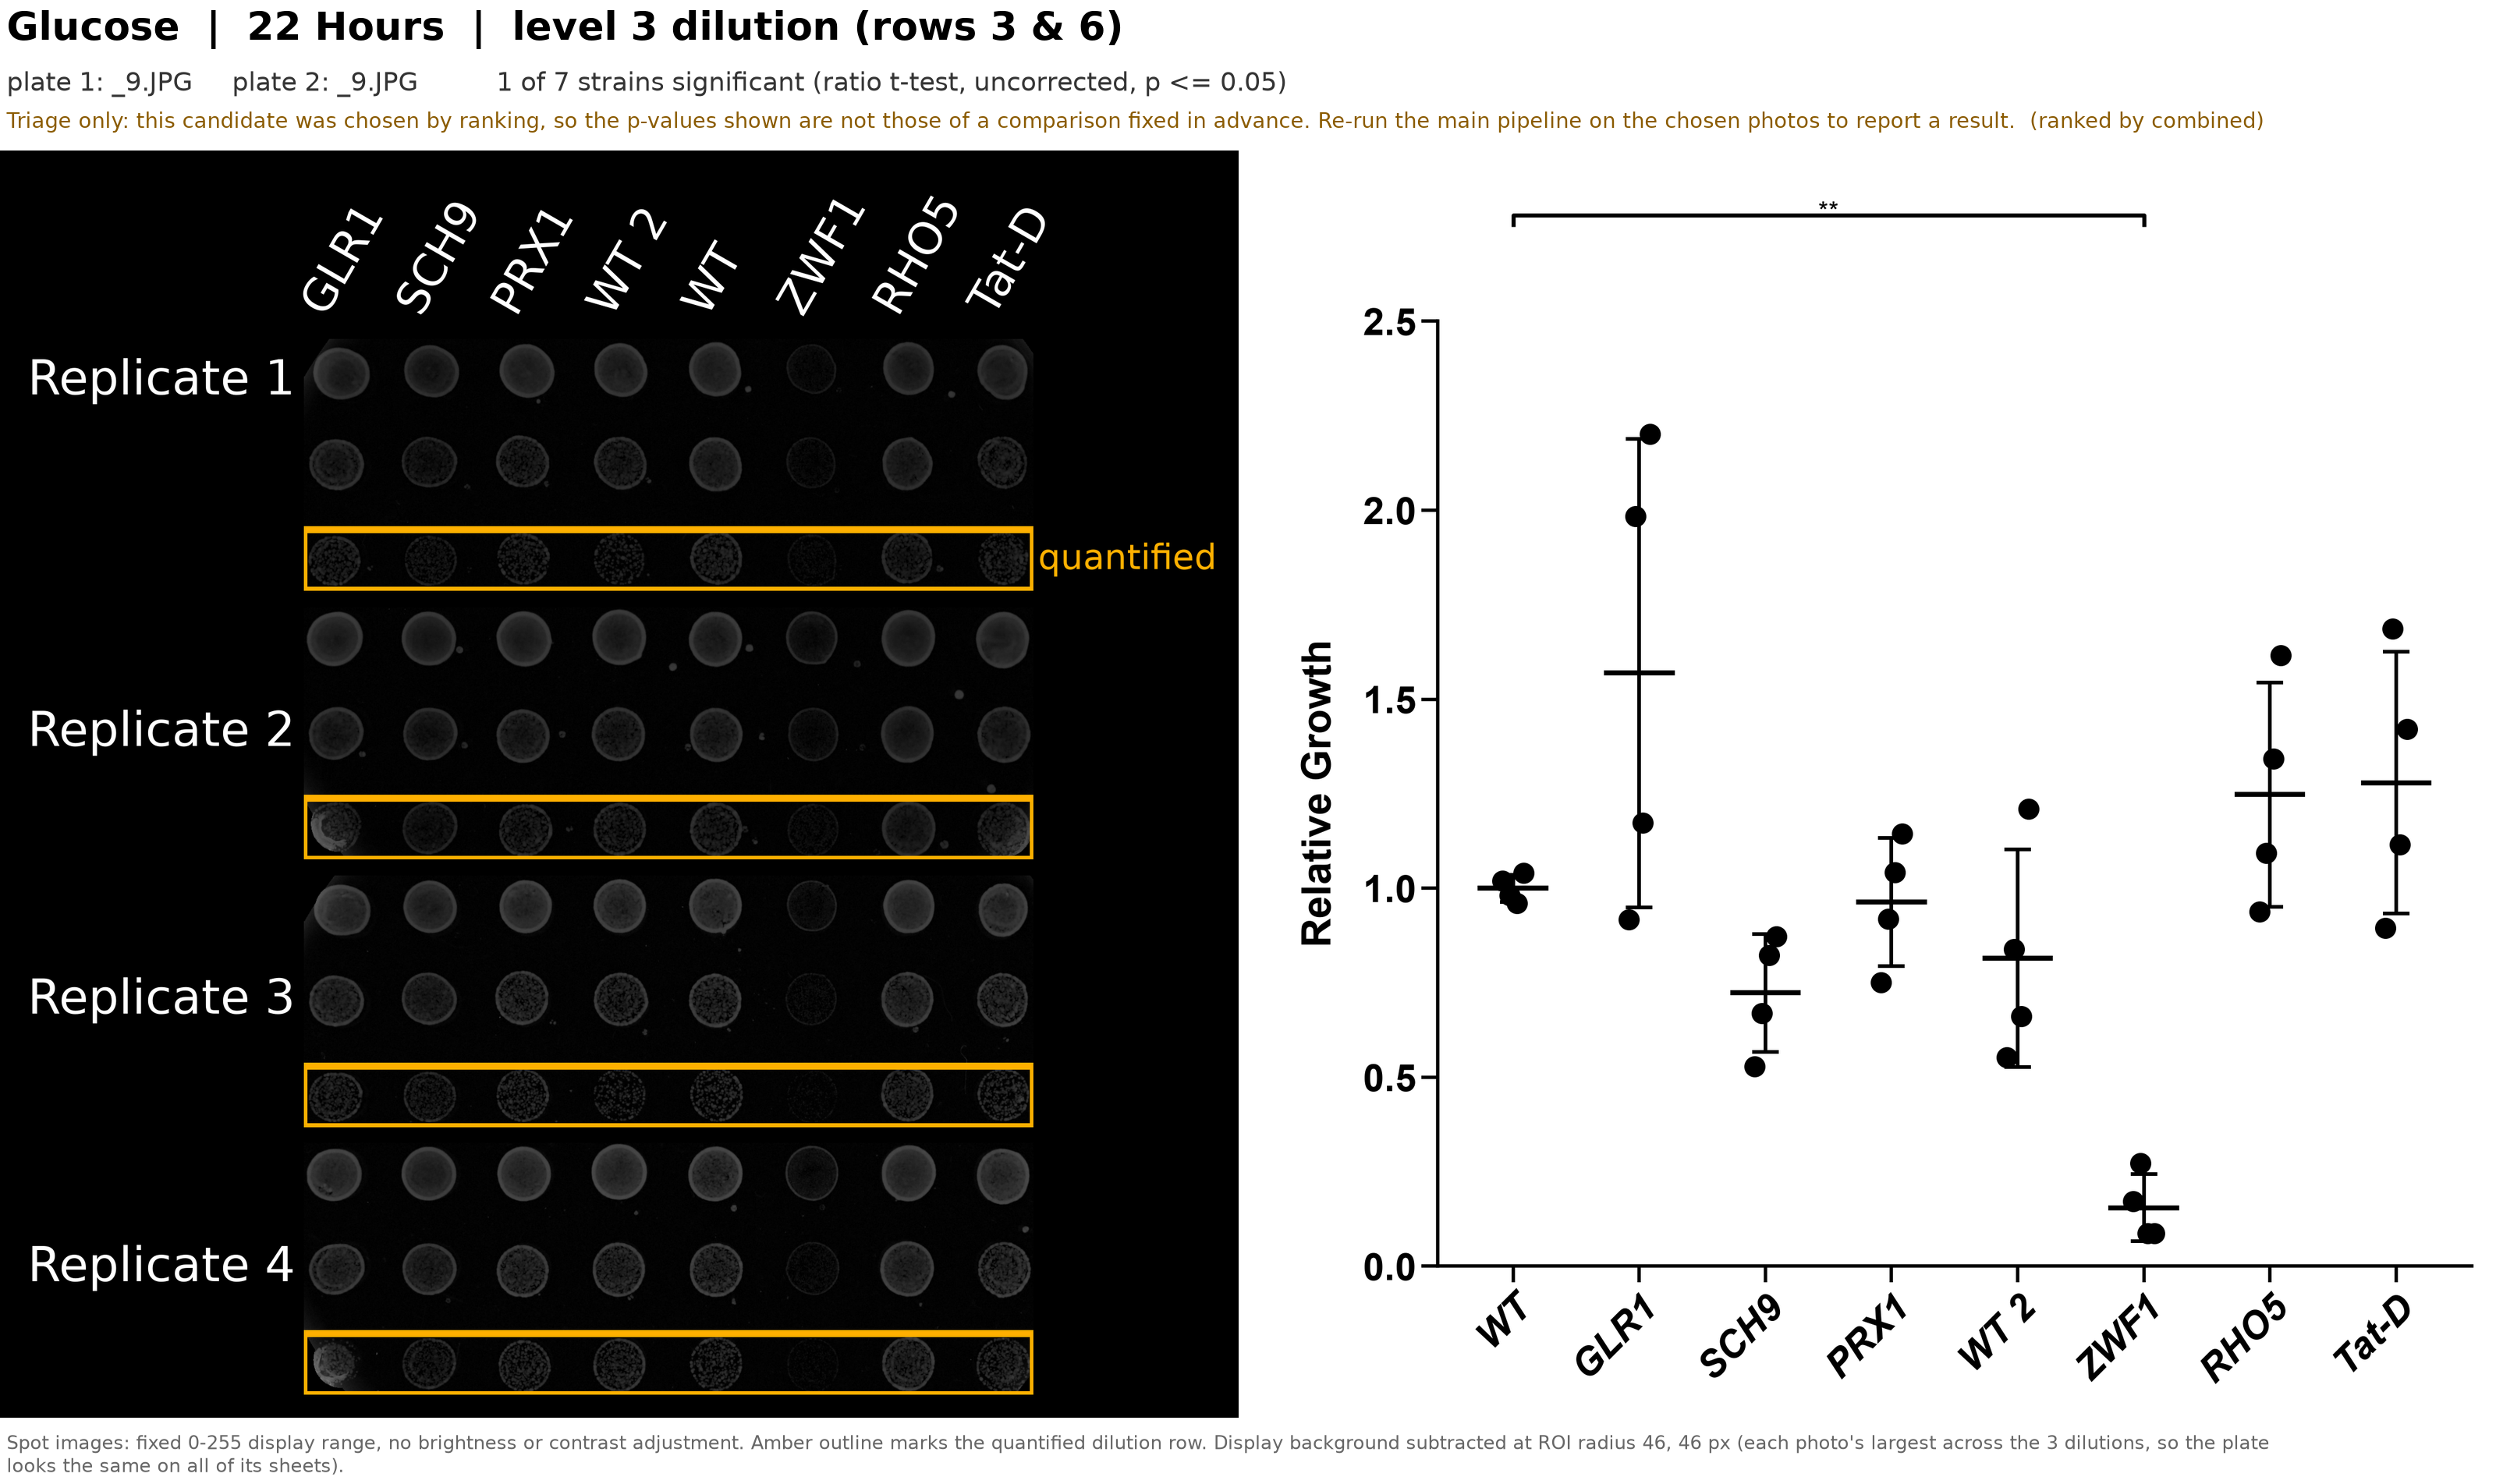 Glucose | 22 Hours | level 3 dilution (rows 3 & 6)
plate 1: _9.JPG plate 2: _9.JPG 1 of 7 strains significant (ratio t-test, uncorrected, p <= 0.05)
Triage only: this candidate was chosen by ranking, so the p-values shown are not those of a comparison fixed in advance. Re-run the main pipeline on the chosen photos to report a result. (ranked by combined)
GLR1 SCH9 PRX1 WT 2 WT ZWF1 RHO5 Tat-D
Replicate 1
quantified
Replicate 2
Replicate 3
Replicate 4
**
2.5
2.0
1.5
1.0
0.5
0.0
Relative Growth
WT GLR1 SCH9 PRX1 WT 2 ZWF1 RHO5 Tat-D
Spot images: fixed 0-255 display range, no brightness or contrast adjustment. Amber outline marks the quantified dilution row. Display background subtracted at ROI radius 46, 46 px (each photo's largest across the 3 dilutions, so the plate
looks the same on all of its sheets).